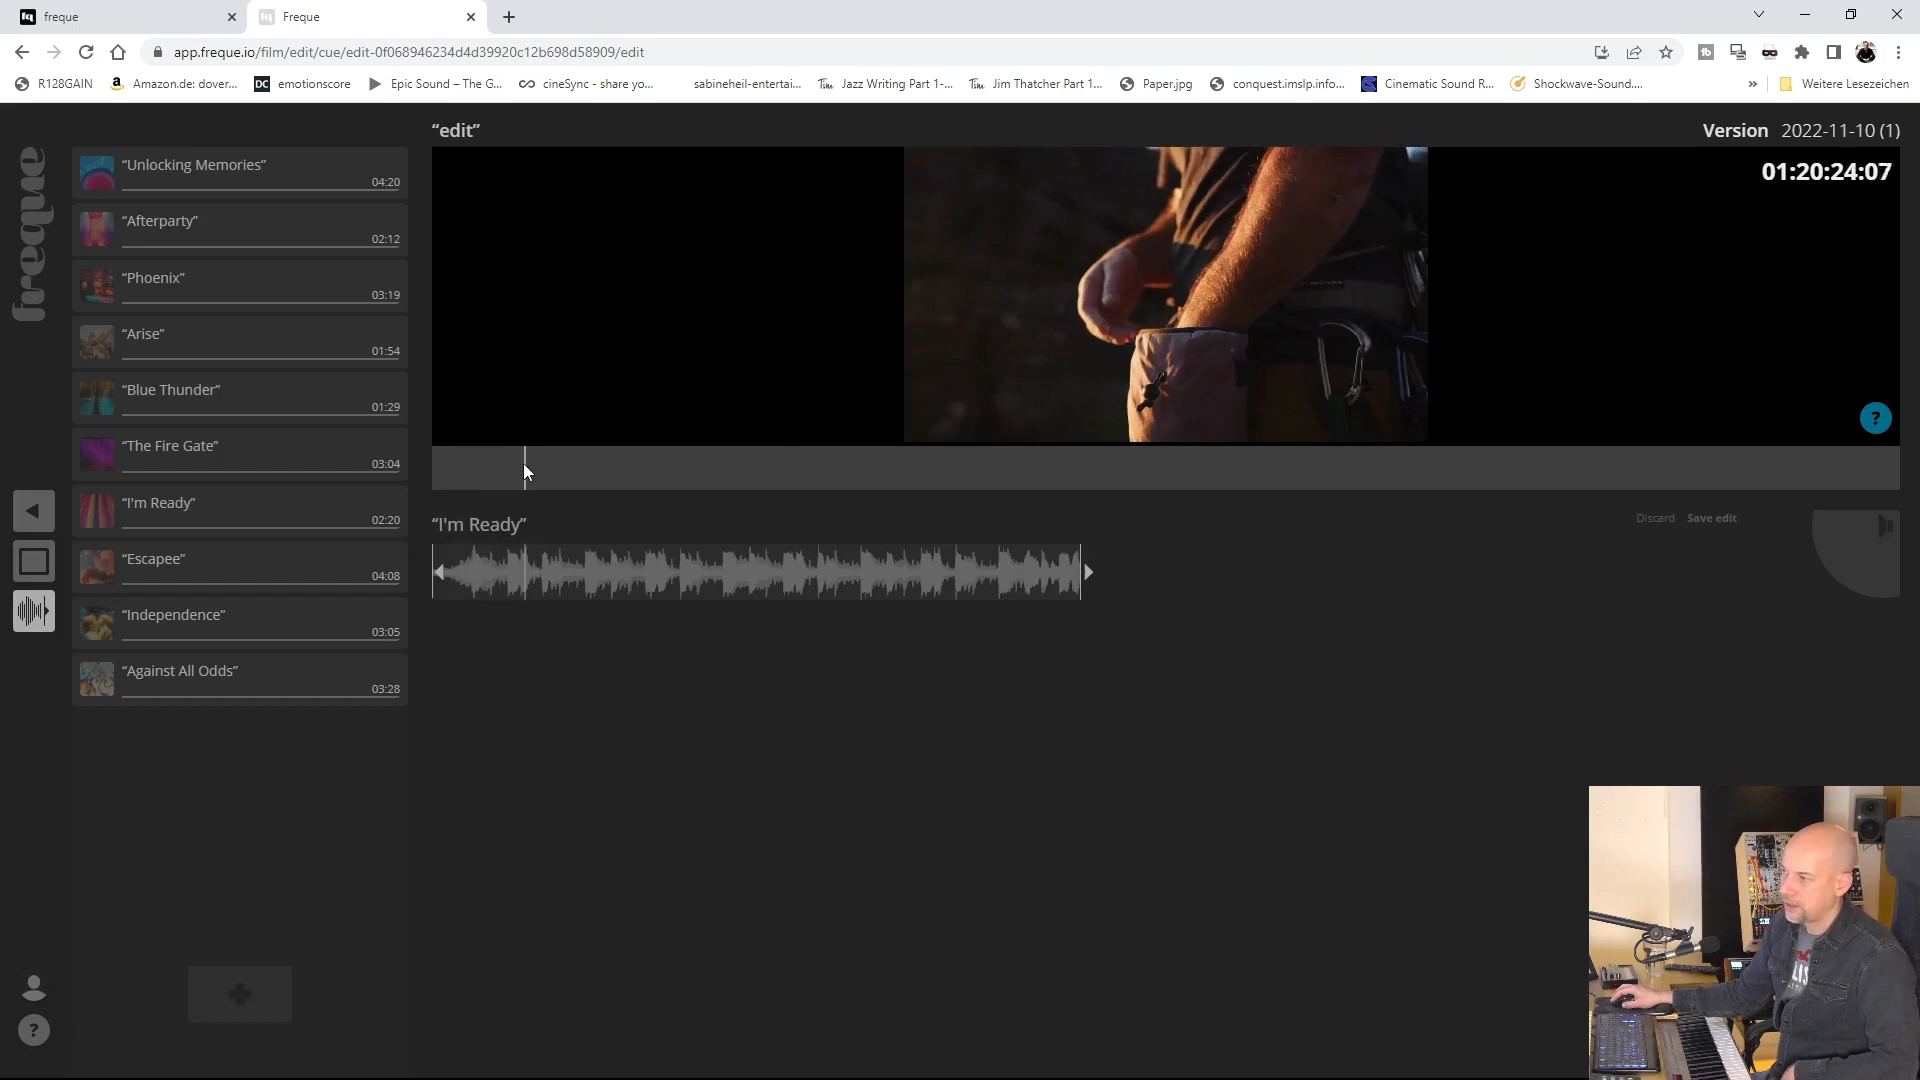 freque
Freque
app.freque.io/film/edit/cue/edit-0f068946234d4d39920c12b698d58909/edit
R128GAIN
Amazon.de: dover...
DC emotionscore
Epic Sound – The G...
cineSync - share yo...
sabineheil-entertai...
Jazz Writing Part 1-...
Jim Thatcher Part 1...
Paper.jpg
conquest.imslp.info...
Cinematic Sound R...
Shockwave-Sound....
»
Weitere Lesezeichen
freque
“edit”
Version 2022-11-10 (1)
01:20:24:07
“Unlocking Memories”
04:20
“Afterparty”
02:12
“Phoenix”
03:19
“Arise”
01:54
“Blue Thunder”
01:29
“The Fire Gate”
03:04
“I'm Ready”
02:20
“Escapee”
04:08
“Independence”
03:05
“Against All Odds”
03:28
?
“I'm Ready”
Discard Save edit
?